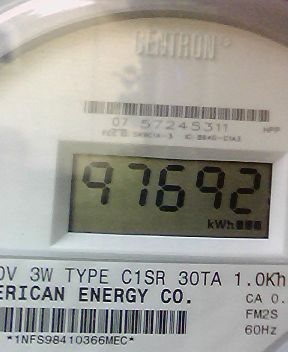 CENTRON®
07 57245311 HPP
97692
kWh
0V 3W TYPE C1SR 30TA 1.0Kh
ERICAN ENERGY CO. CA 0.
FM2S
60Hz
*1NFS98410366MEC*